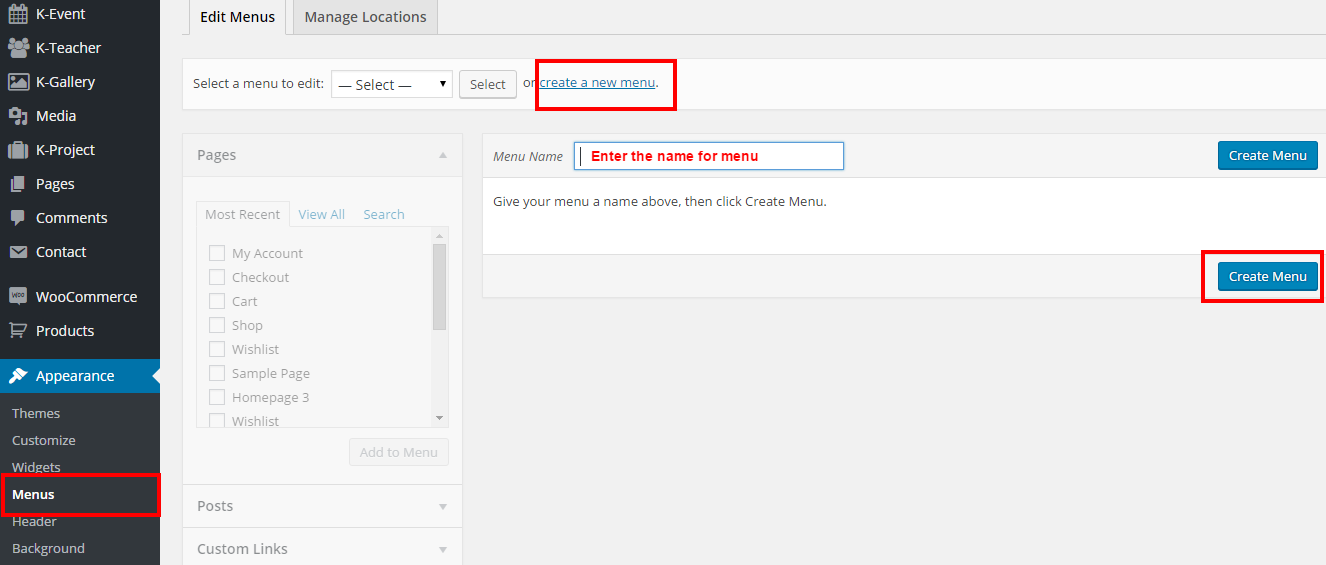 K-Event
K-Teacher
K-Gallery
Media
K-Project
Pages
Comments
Contact
WOO
WooCommerce
Products
Appearance
Themes
Customize
Widgets
Menus
Header
Background
Edit Menus
Manage Locations
Select a menu to edit: — Select — Select or create a new menu.
Pages
Most Recent View All Search
My Account
Checkout
Cart
Shop
Wishlist
Sample Page
Homepage 3
Wishlist
Add to Menu
Posts
Custom Links
Menu Name Enter the name for menu Create Menu
Give your menu a name above, then click Create Menu.
Create Menu